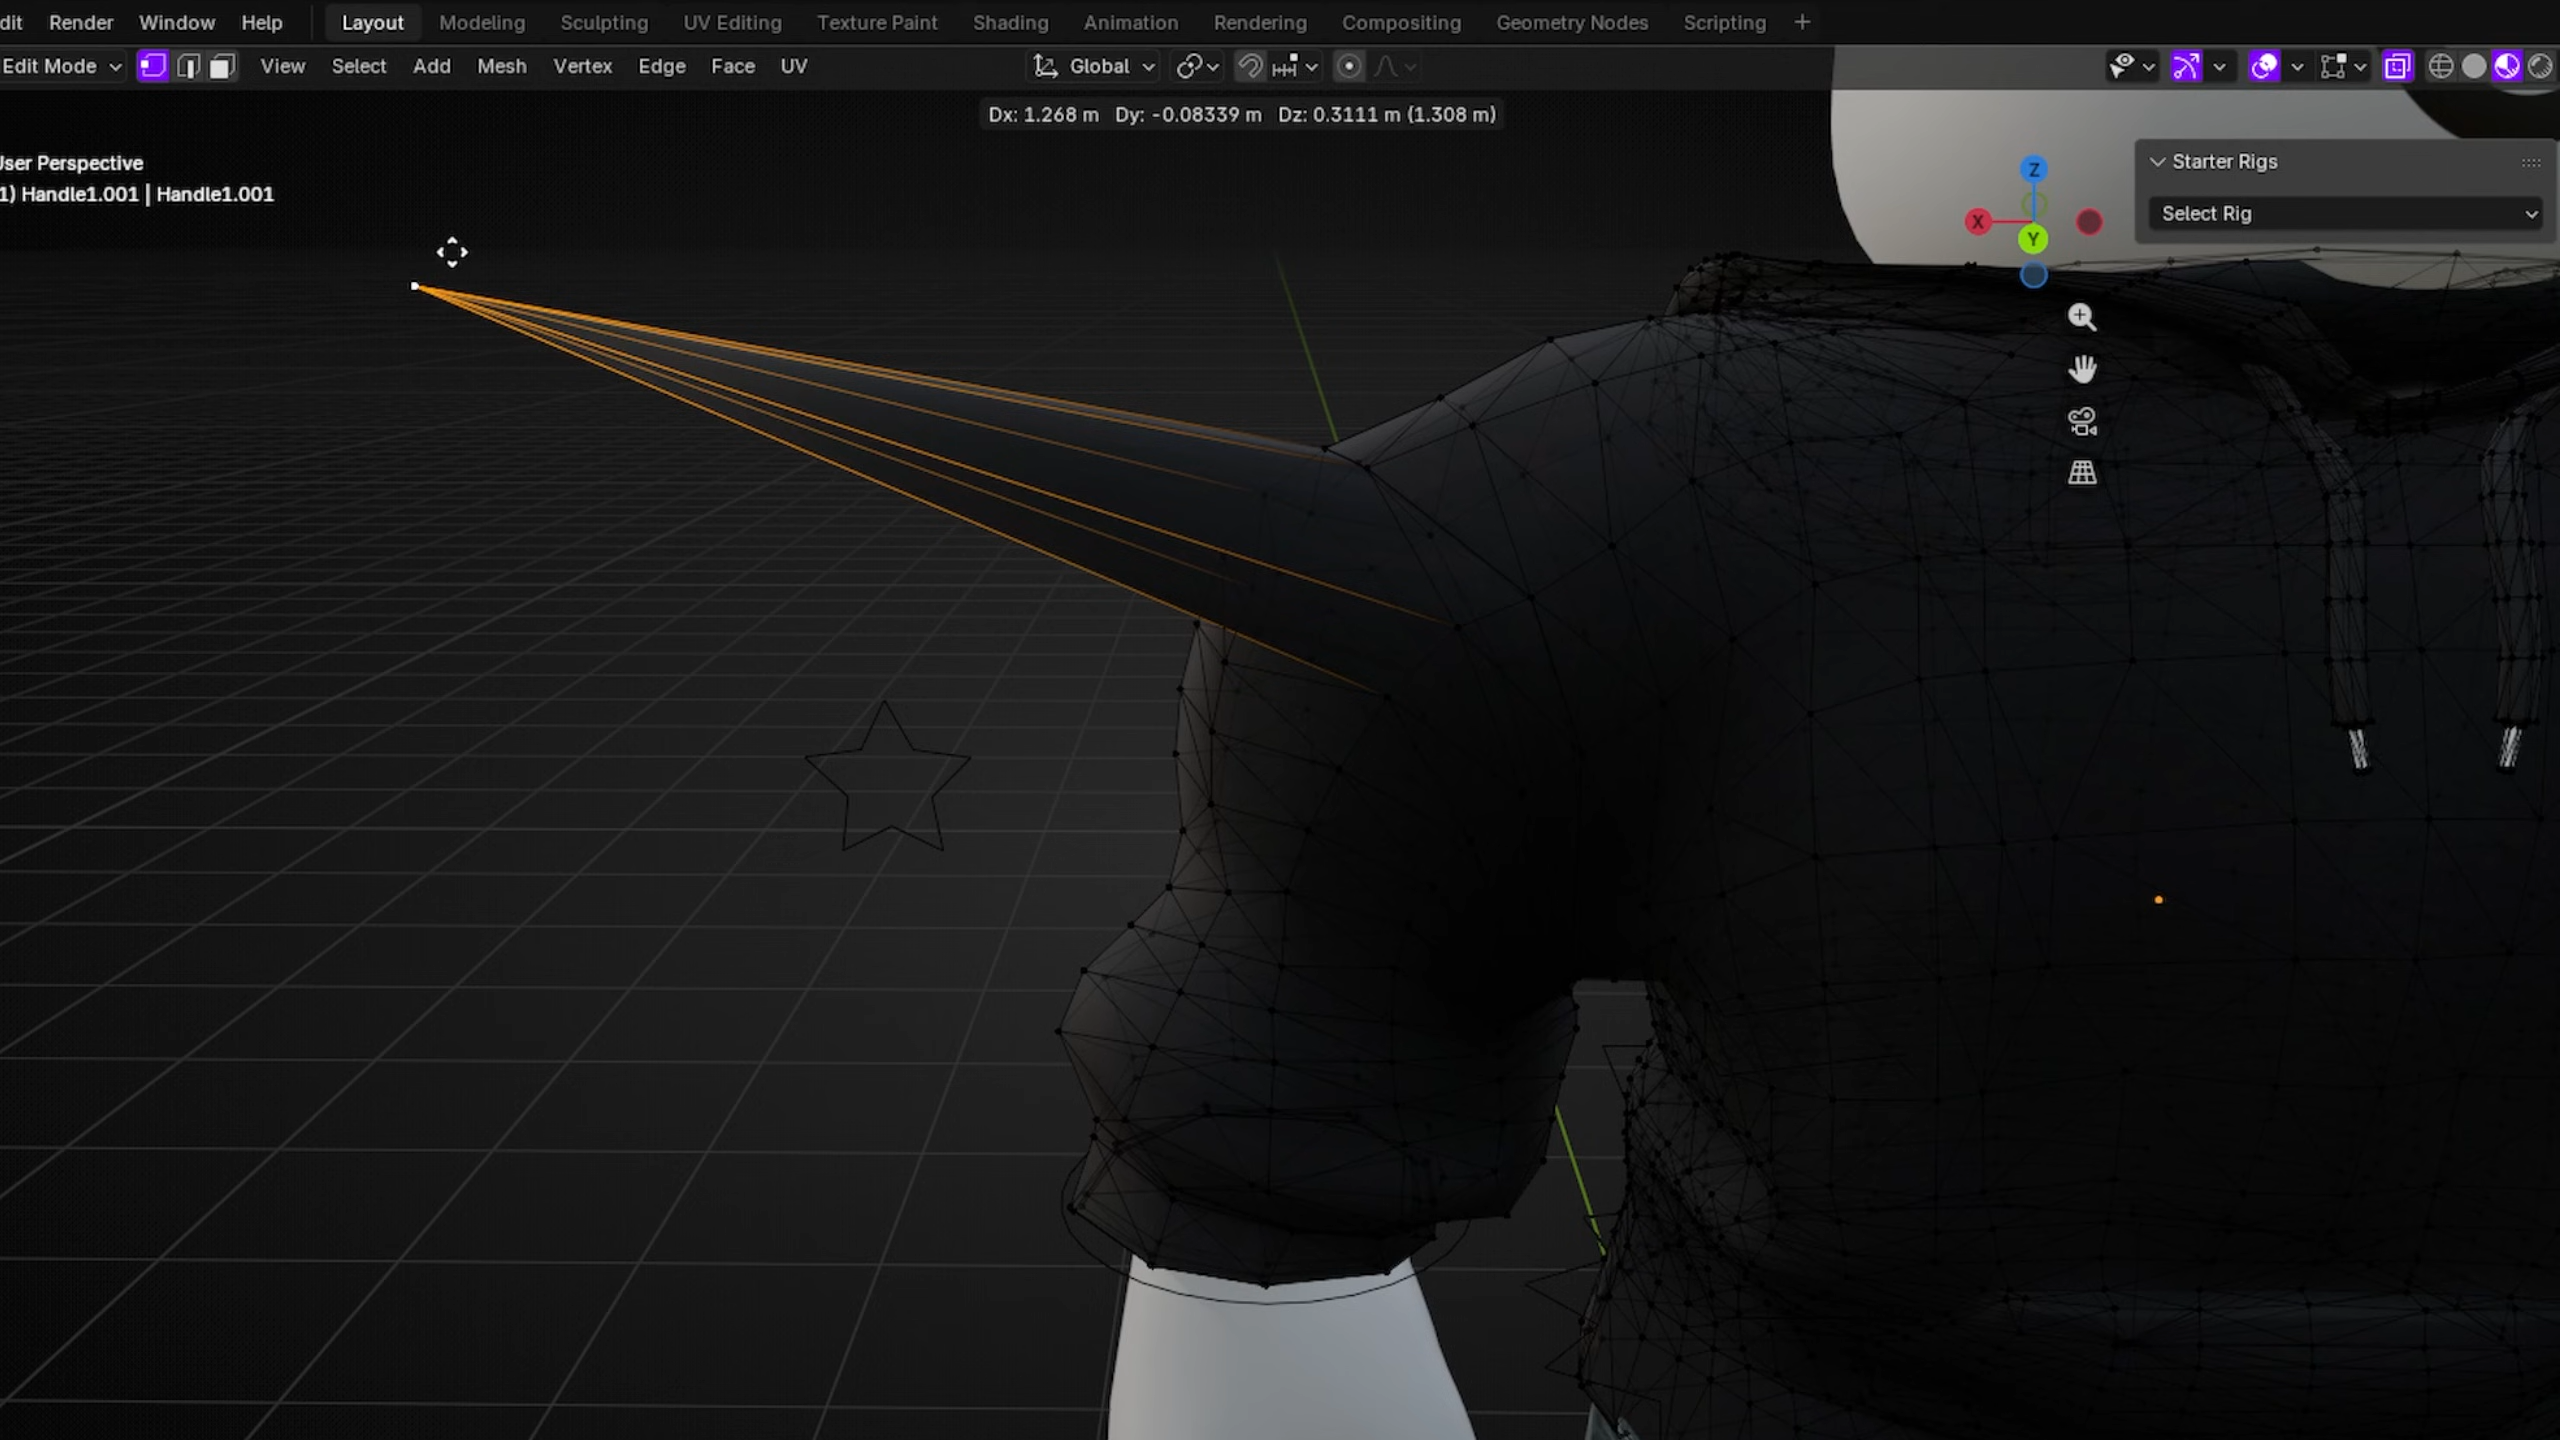 dit Render Window Help Layout Modeling Sculpting UV Editing Texture Paint Shading Animation Rendering Compositing Geometry Nodes Scripting +
Edit Mode View Select Add Mesh Vertex Edge Face UV Global
Dx: 1.268 m Dy: -0.08339 m Dz: 0.3111 m (1.308 m)
User Perspective
1) Handle1.001 | Handle1.001
Z
X
Y
Starter Rigs
Select Rig